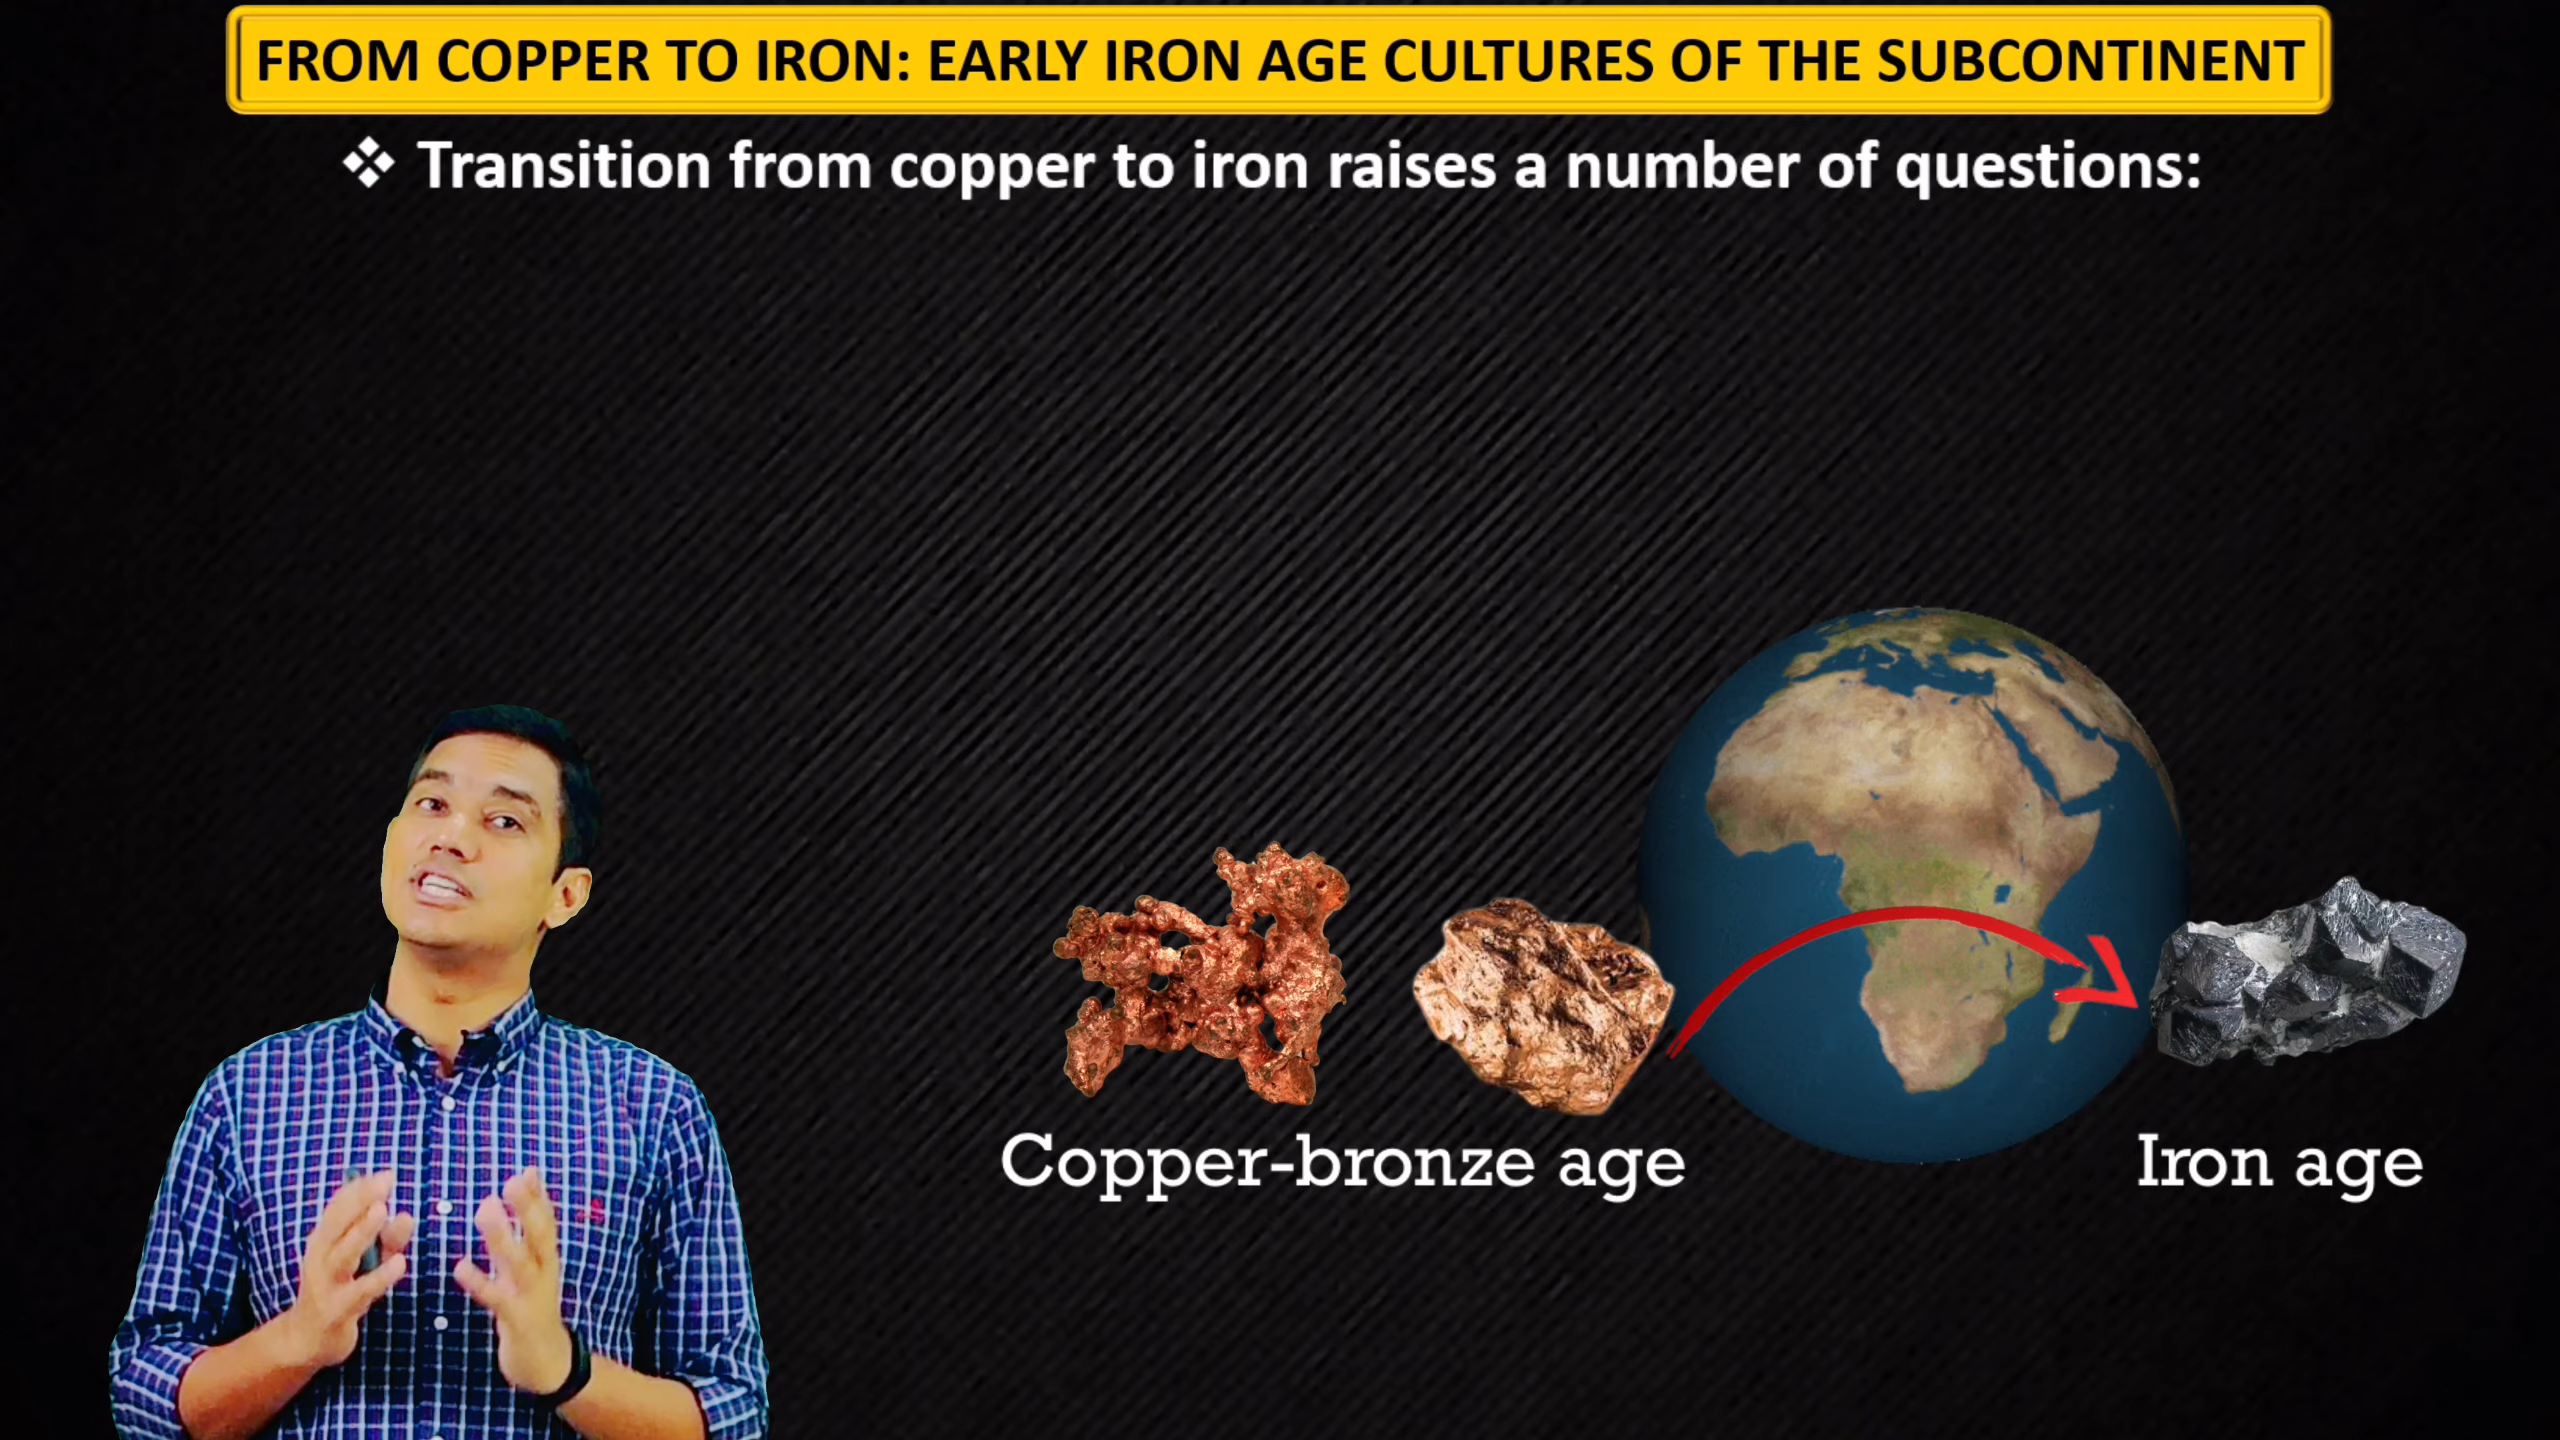 FROM COPPER TO IRON: EARLY IRON AGE CULTURES OF THE SUBCONTINENT
❖ Transition from copper to iron raises a number of questions:
Copper-bronze age
Iron age